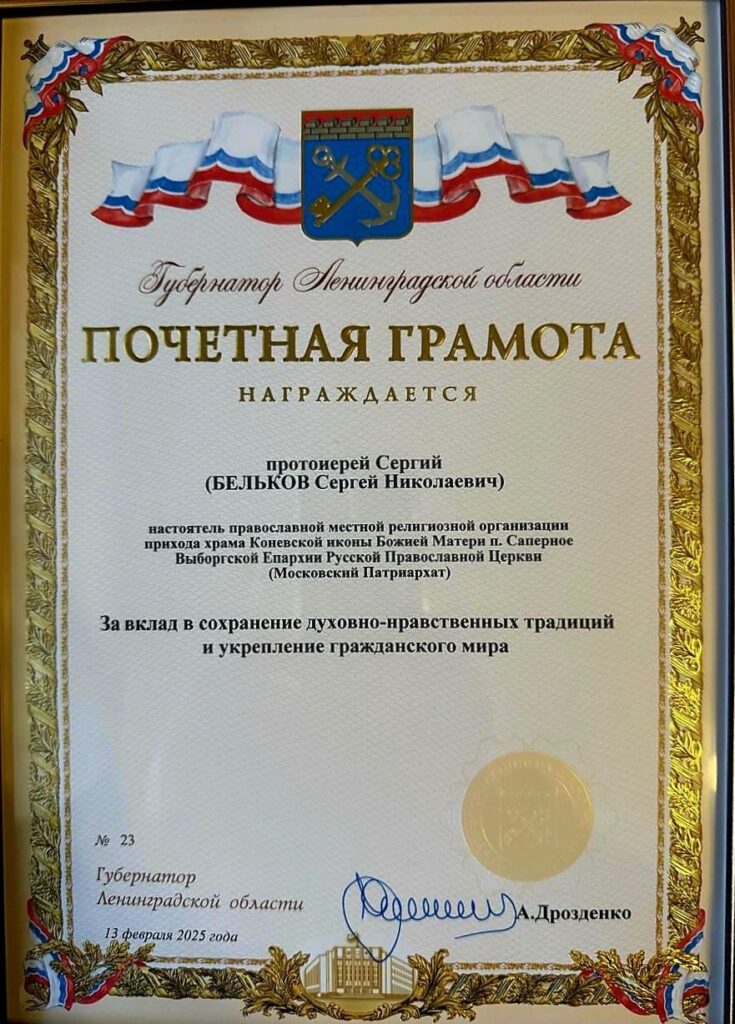 Губернатор Ленинградской области
ПОЧЕТНАЯ ГРАМОТА
НАГРАЖДАЕТСЯ
протоиерей Сергий
(БЕЛЬКОВ Сергей Николаевич)
настоятель православной местной религиозной организации
прихода храма Коневской иконы Божией Матери п. Саперное
Выборгской Епархии Русской Православной Церкви
(Московский Патриархат)
За вклад в сохранение духовно-нравственных традиций
и укрепление гражданского мира
№ 23
Губернатор
Ленинградской области
А.Дрозденко
13 февраля 2025 года